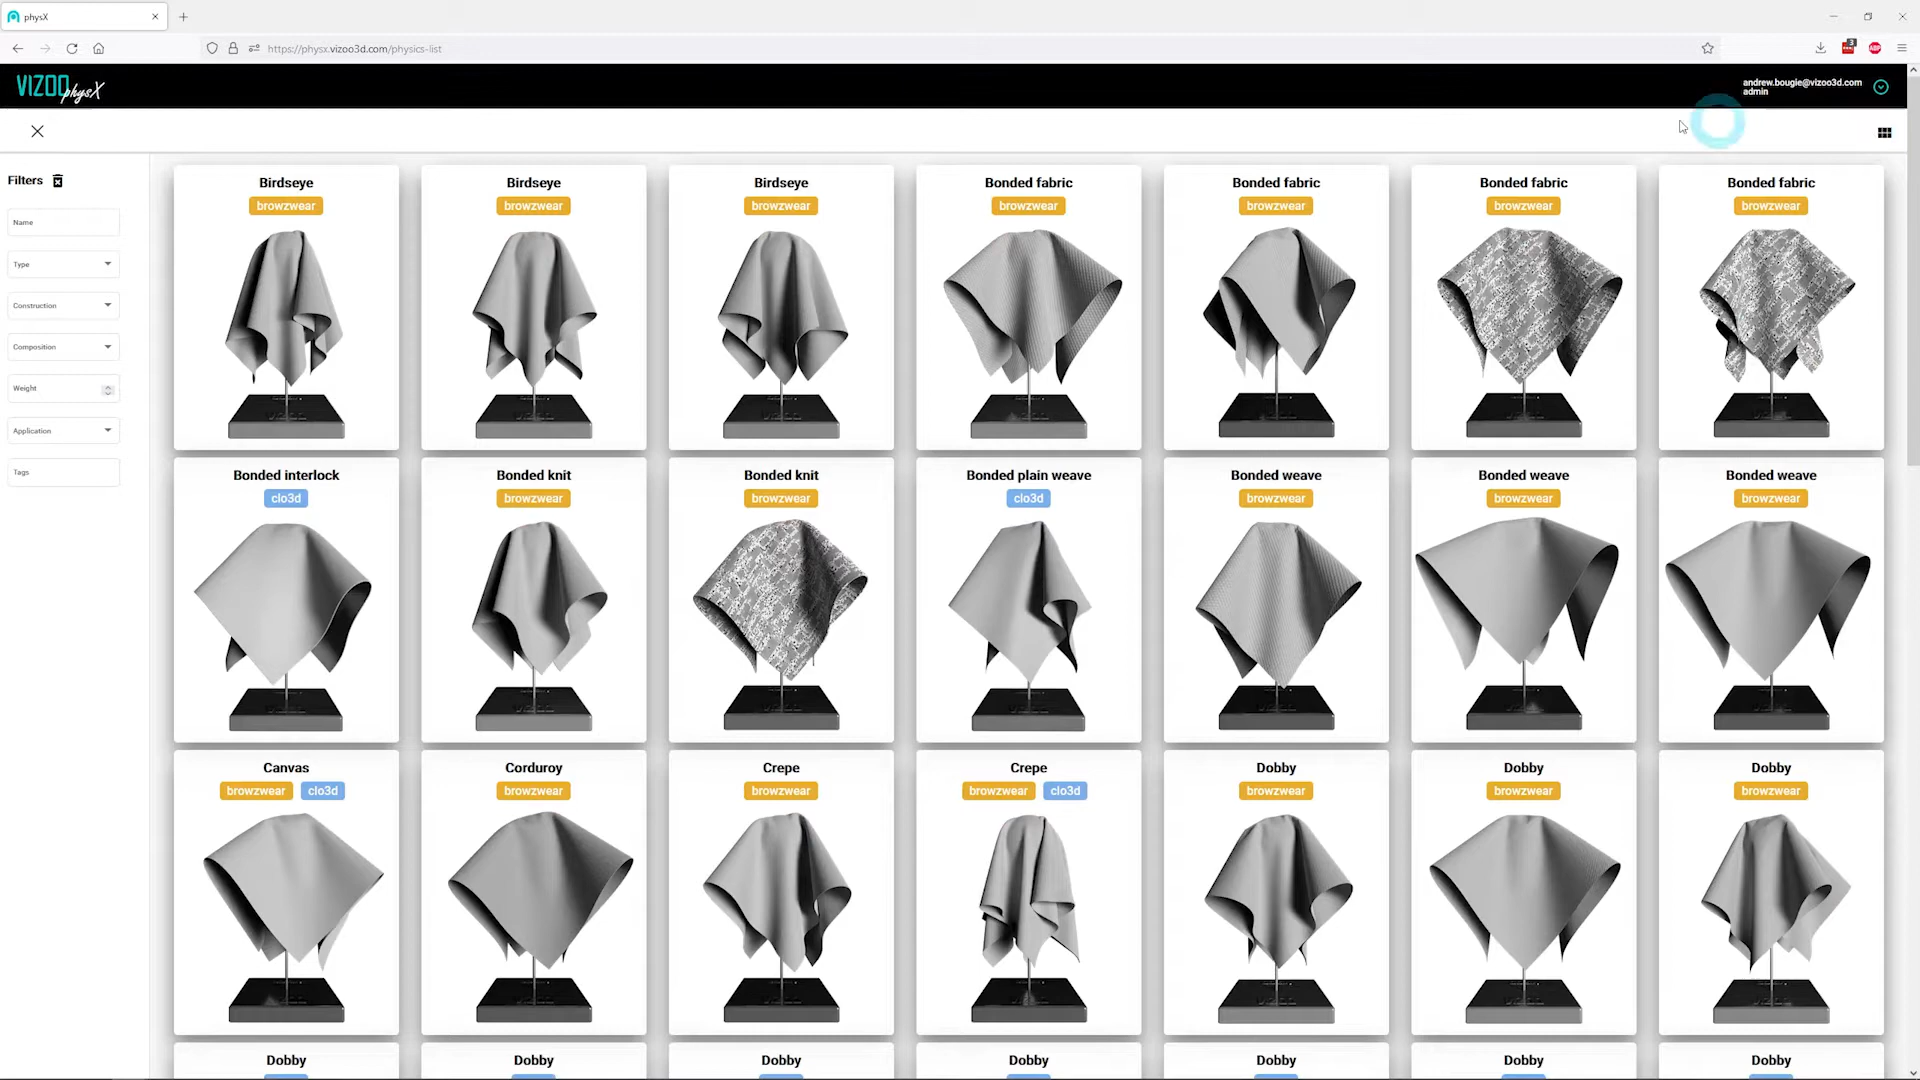 physX
https://physx.vizoo3d.com/physics-list
3
ABP
VIZOO physX
andrew.bougie@vizoo3d.com
admin
Filters
Name
Type
Construction
Composition
Weight
Application
Tags
Birdseye
browzwear
Birdseye
browzwear
Birdseye
browzwear
Bonded fabric
browzwear
Bonded fabric
browzwear
Bonded fabric
browzwear
Bonded fabric
browzwear
Bonded interlock
clo3d
Bonded knit
browzwear
Bonded knit
browzwear
Bonded plain weave
clo3d
Bonded weave
browzwear
Bonded weave
browzwear
Bonded weave
browzwear
Canvas
browzwear clo3d
Corduroy
browzwear
Crepe
browzwear
Crepe
browzwear clo3d
Dobby
browzwear
Dobby
browzwear
Dobby
browzwear
Dobby
Dobby
Dobby
Dobby
Dobby
Dobby
Dobby